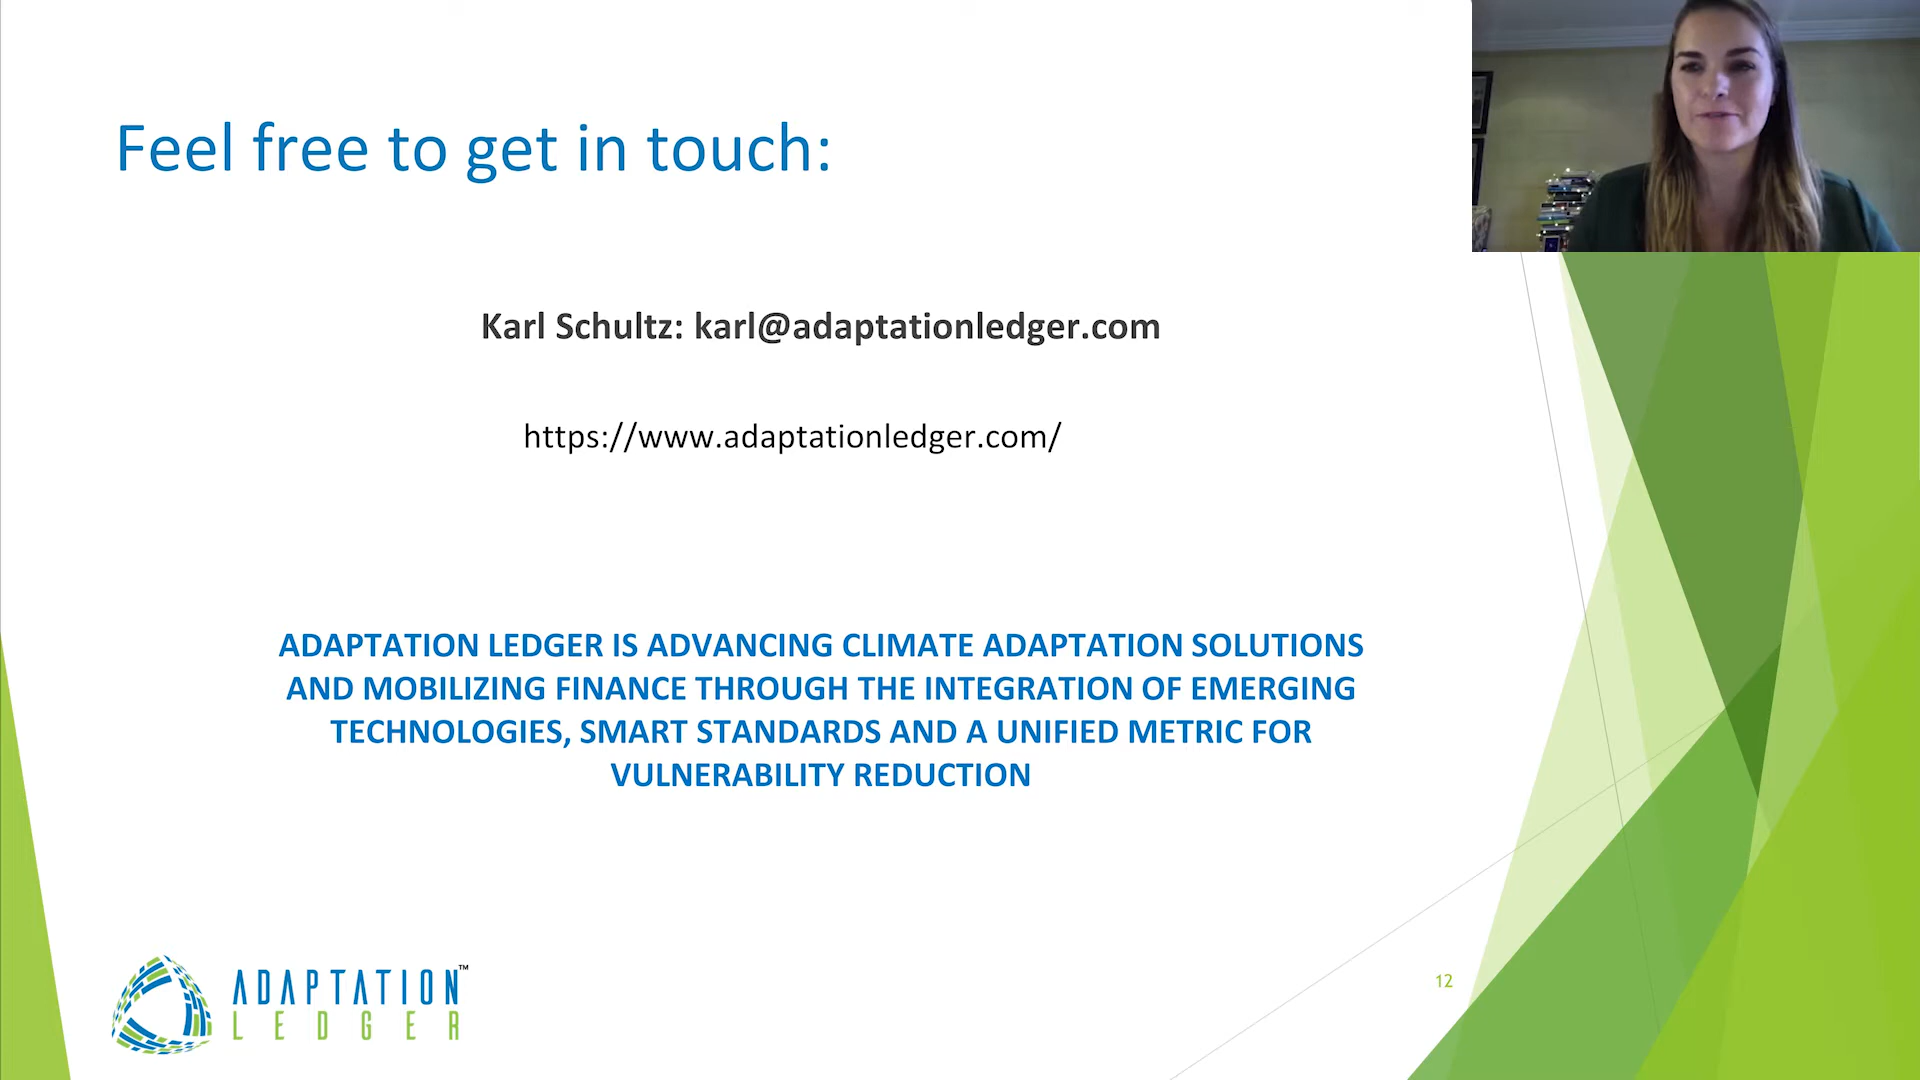 Feel free to get in touch:
Karl Schultz: karl@adaptationledger.com
https://www.adaptationledger.com/
ADAPTATION LEDGER IS ADVANCING CLIMATE ADAPTATION SOLUTIONS
AND MOBILIZING FINANCE THROUGH THE INTEGRATION OF EMERGING
TECHNOLOGIES, SMART STANDARDS AND A UNIFIED METRIC FOR
VULNERABILITY REDUCTION
ADAPTATION™
LEDGER
12